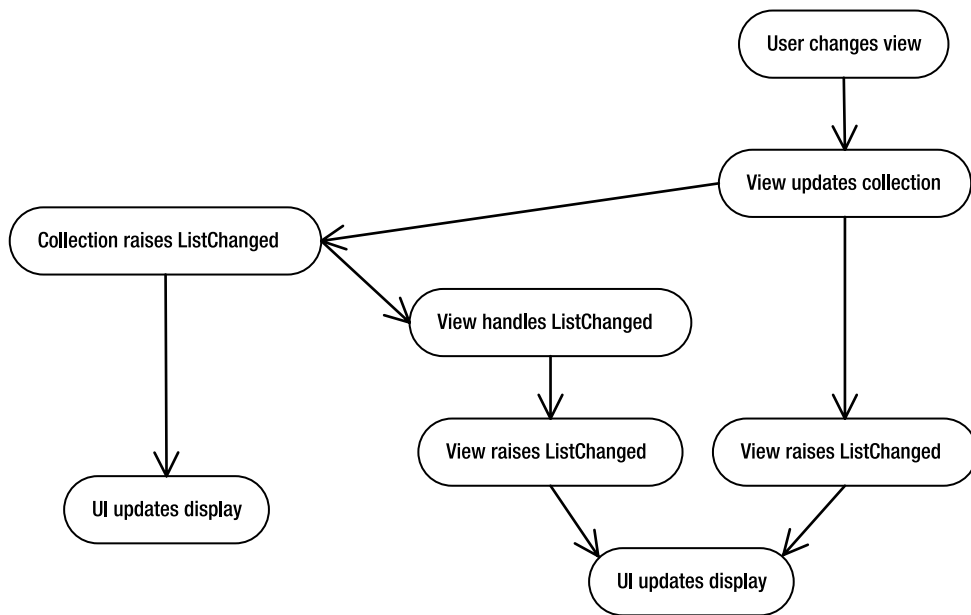 User changes view
View updates collection
Collection raises ListChanged
View handles ListChanged
View raises ListChanged
View raises ListChanged
UI updates display
UI updates display